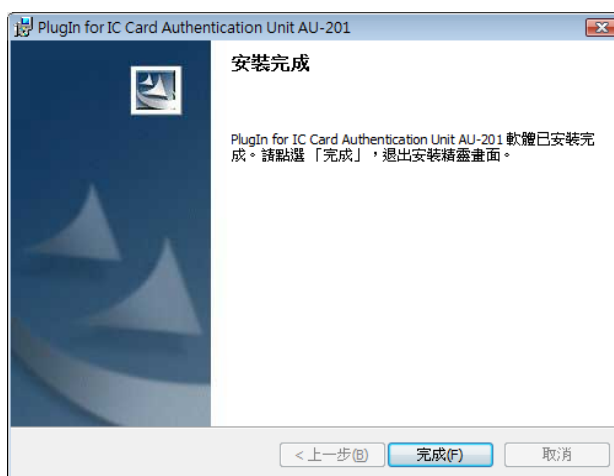 PlugIn for IC Card Authentication Unit AU-201
安裝完成
PlugIn for IC Card Authentication Unit AU-201 軟體已安裝完
成。請點選「完成」，退出安裝精靈畫面。
<上一步(B)
完成(F)
取消